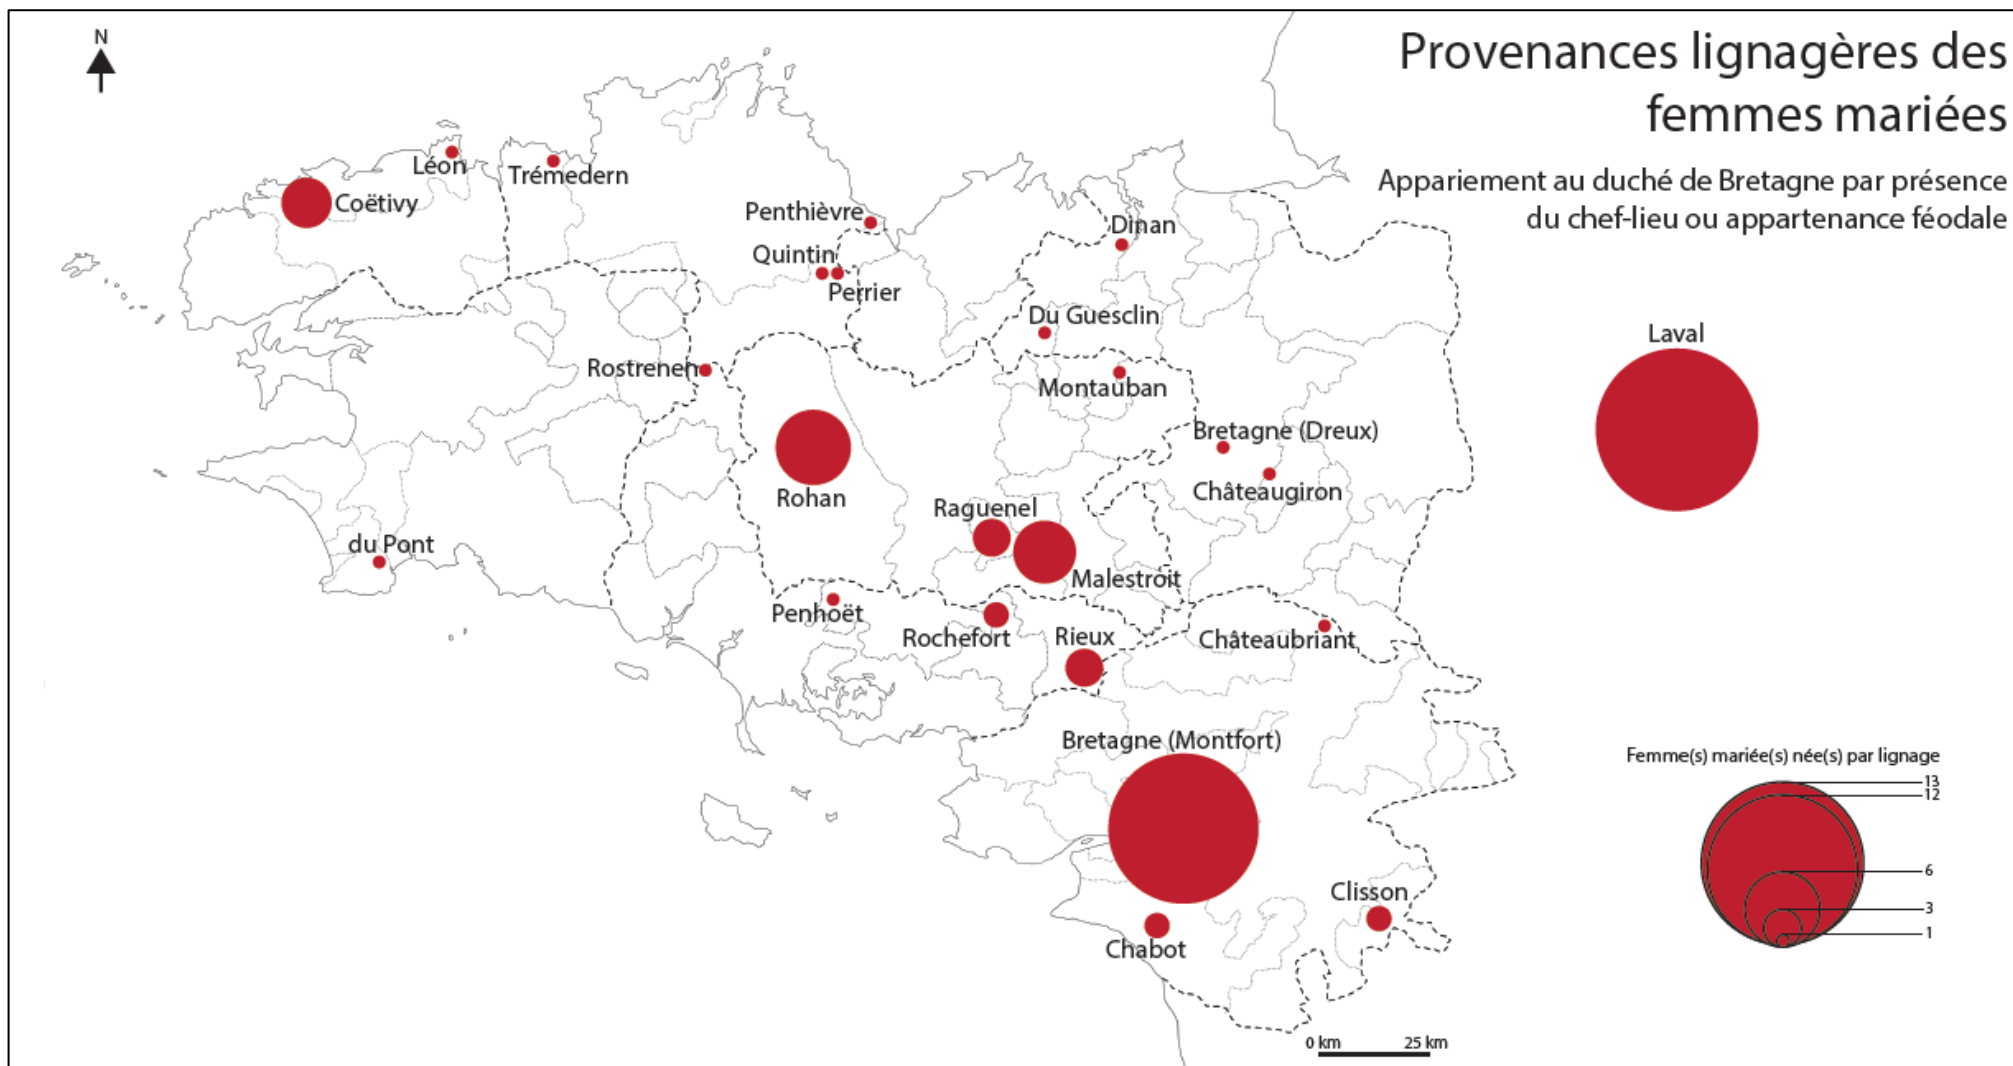 Provenances lignagères des
femmes mariées
Appariement au duché de Bretagne par présence
du chef-lieu ou appartenance féodale
N
Léon
Trémedern
Coëtivy
Penthièvre
Dinan
Quintin
Perrier
Du Guesclin
Laval
Rostrenen
Montauban
Bretagne (Dreux)
Châteaugiron
Rohan
Raguenel
du Pont
Malestroit
Penhoët
Rochefort
Rieux
Châteaubriant
Bretagne (Montfort)
Clisson
Chabot
Femme(s) mariée(s) née(s) par lignage
13
12
6
3
1
0 km 25 km